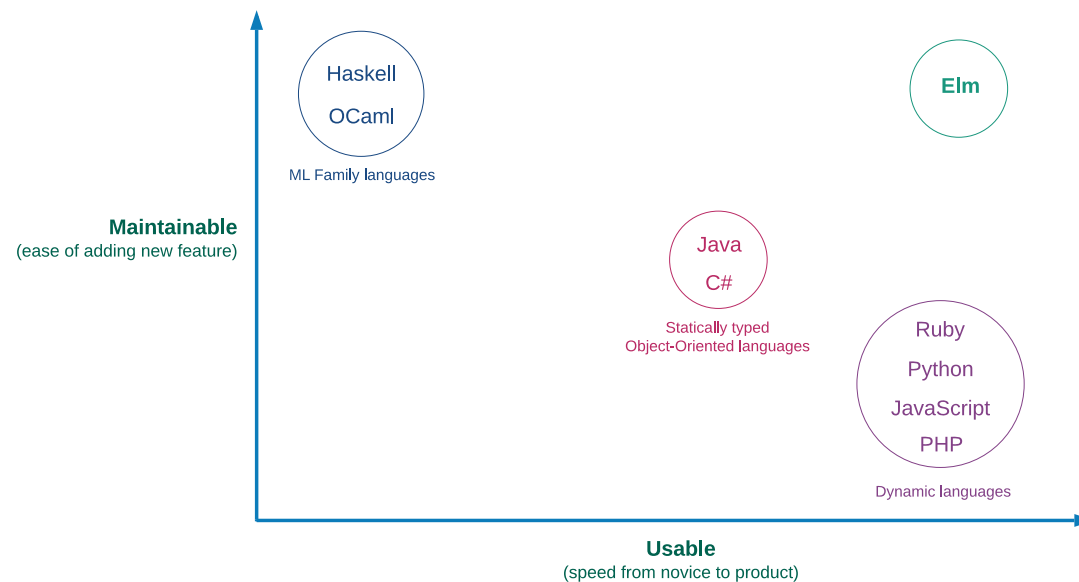 Haskell
OCaml
ML Family languages
Elm
Maintainable
(ease of adding new feature)
Java
C#
Statically typed
Object-Oriented languages
Ruby
Python
JavaScript
PHP
Dynamic languages
Usable
(speed from novice to product)